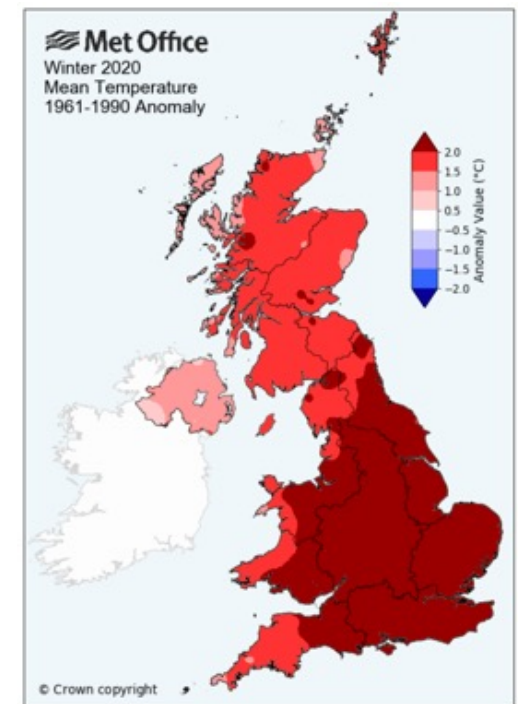 Met Office
Winter 2020
Mean Temperature
1961-1990 Anomaly
2.0
1.5
1.0
0.5
−0.5
−1.0
−1.5
−2.0
Anomaly Value (°C)
© Crown copyright